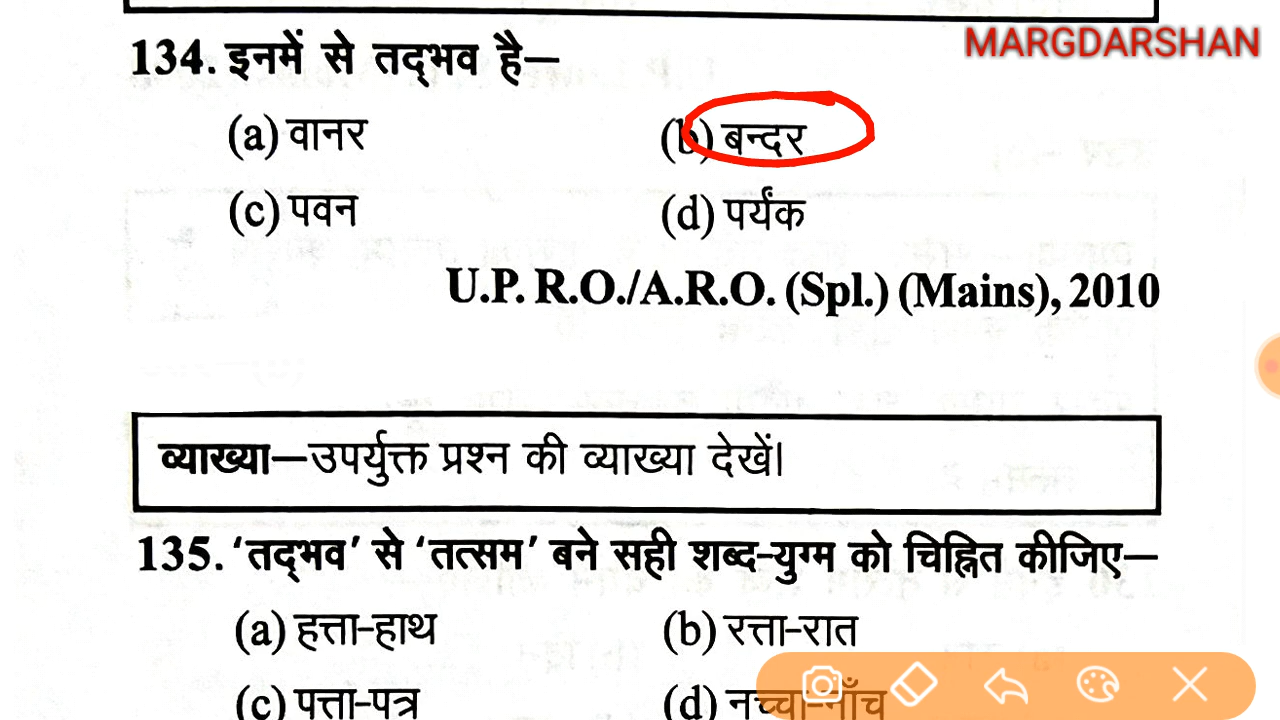 MARGDARSHAN
134. इनमें से तद्भव है–
(a) वानर (b) बन्दर
(c) पवन (d) पर्यंक
U.P. R.O./A.R.O. (Spl.) (Mains), 2010
व्याख्या–उपर्युक्त प्रश्न की व्याख्या देखें।
135. ‘तद्भव’ से ‘तत्सम’ बने सही शब्द-युग्म को चिह्नित कीजिए–
(a) हत्ता-हाथ (b) रत्ता-रात
(c) पत्ता-पत्र (d) नच्चा-नाँच